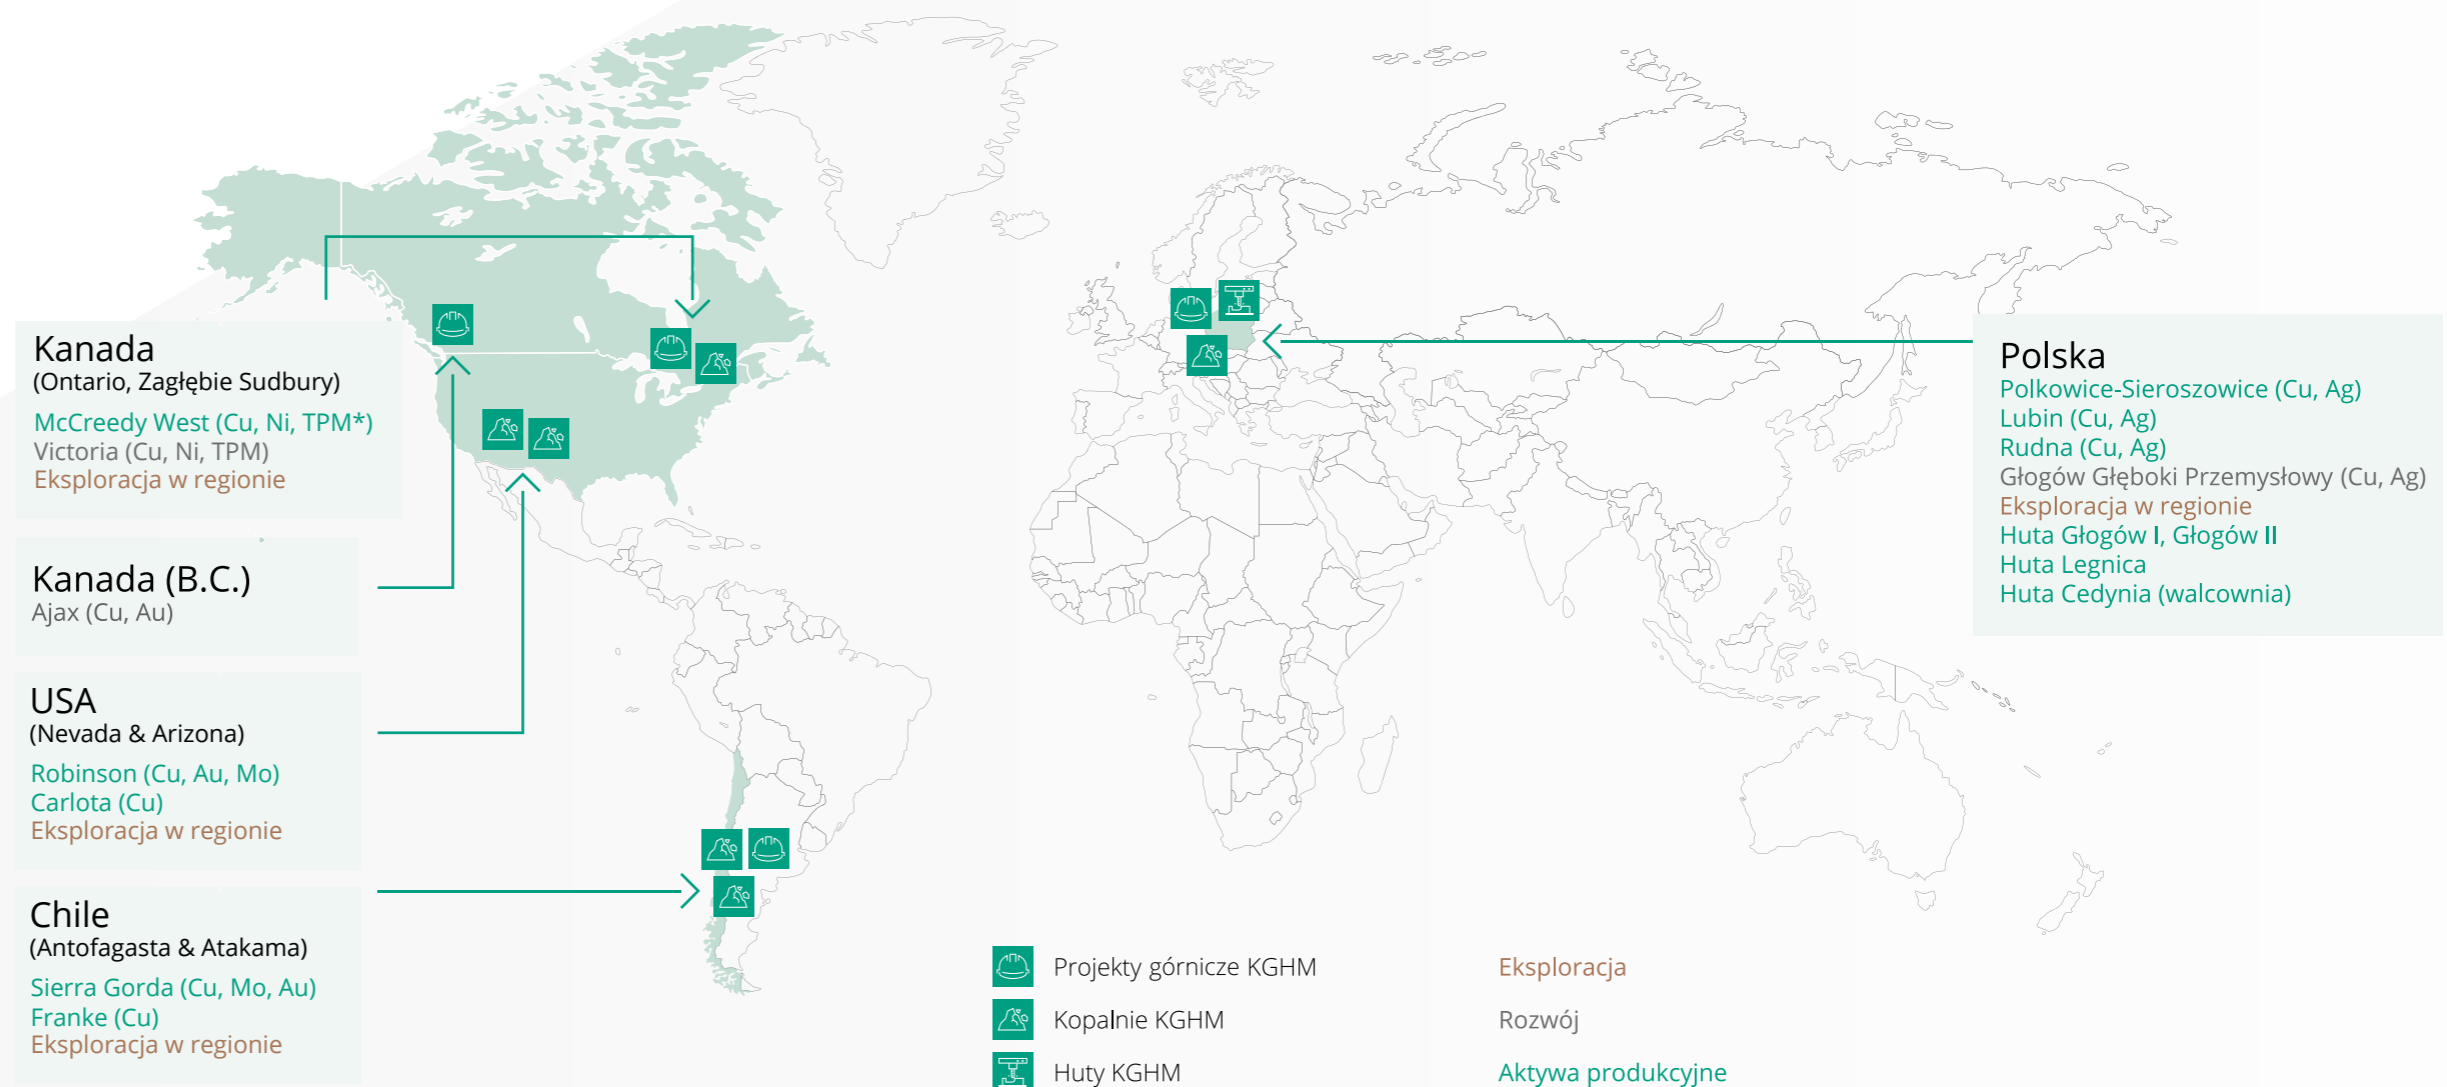 Kanada
(Ontario, Zagłębie Sudbury)
McCreedy West (Cu, Ni, TPM*)
Victoria (Cu, Ni, TPM)
Eksploracja w regionie
Kanada (B.C.)
Ajax (Cu, Au)
USA
(Nevada & Arizona)
Robinson (Cu, Au, Mo)
Carlota (Cu)
Eksploracja w regionie
Chile
(Antofagasta & Atakama)
Sierra Gorda (Cu, Mo, Au)
Franke (Cu)
Eksploracja w regionie
Polska
Polkowice-Sieroszowice (Cu, Ag)
Lubin (Cu, Ag)
Rudna (Cu, Ag)
Głogów Głęboki Przemysłowy (Cu, Ag)
Eksploracja w regionie
Huta Głogów I, Głogów II
Huta Legnica
Huta Cedynia (walcownia)
Projekty górnicze KGHM
Kopalnie KGHM
Huty KGHM
Eksploracja
Rozwój
Aktywa produkcyjne